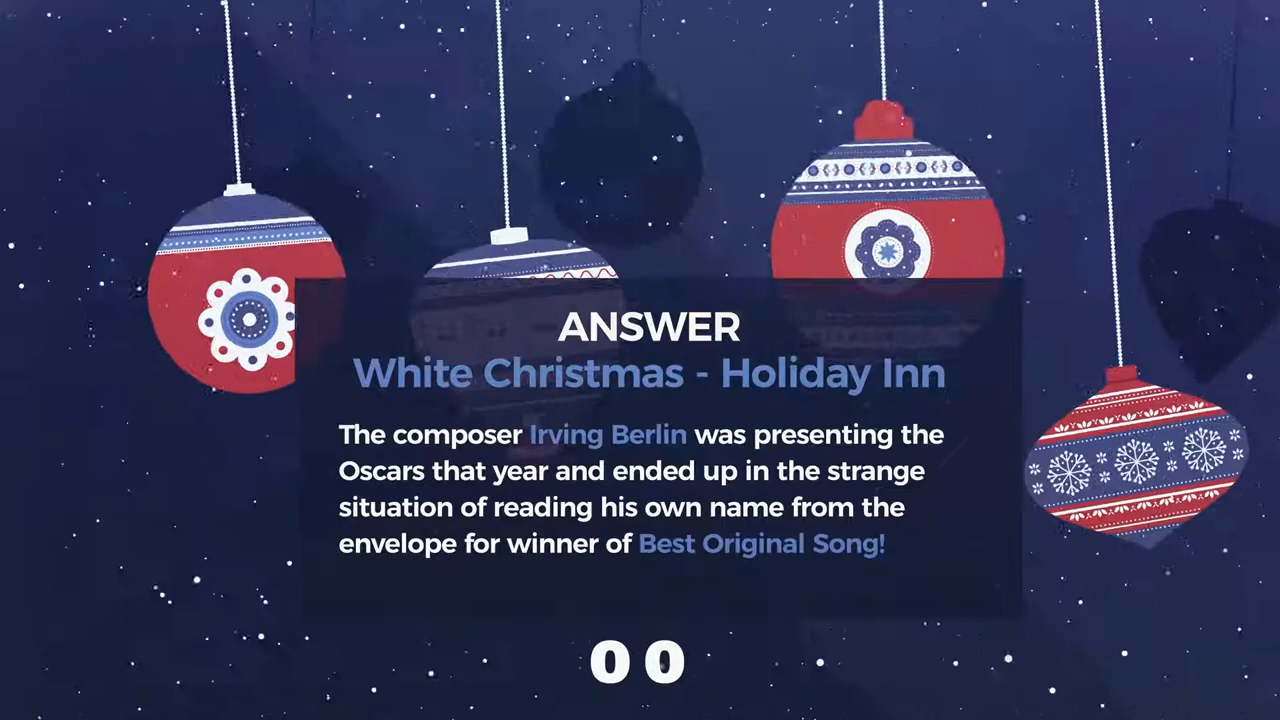 ANSWER
White Christmas - Holiday Inn
The composer Irving Berlin was presenting the
Oscars that year and ended up in the strange
situation of reading his own name from the
envelope for winner of Best Original Song!
00